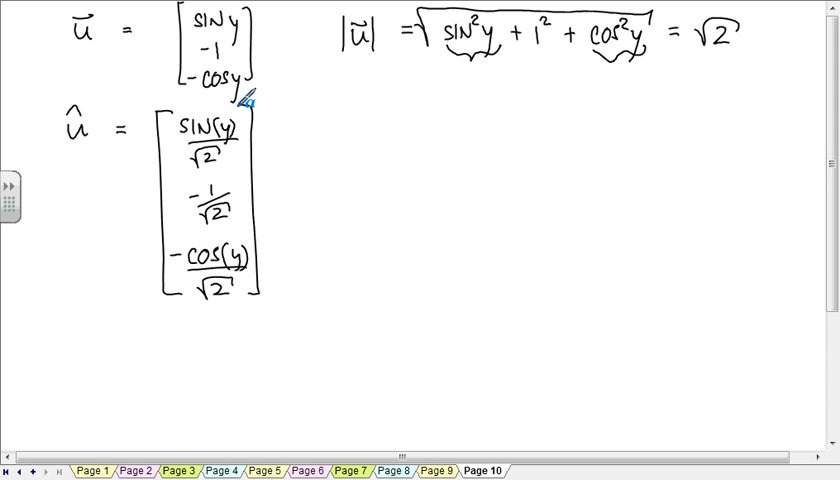 u⃗ = [ sin y
-1
-cos y ]
|u⃗| = √(sin²y + 1² + cos²y) = √2
û = [ sin(y)/√2
-1/√2
-cos(y)/√2 ]
Page 1 Page 2 Page 3 Page 4 Page 5 Page 6 Page 7 Page 8 Page 9 Page 10